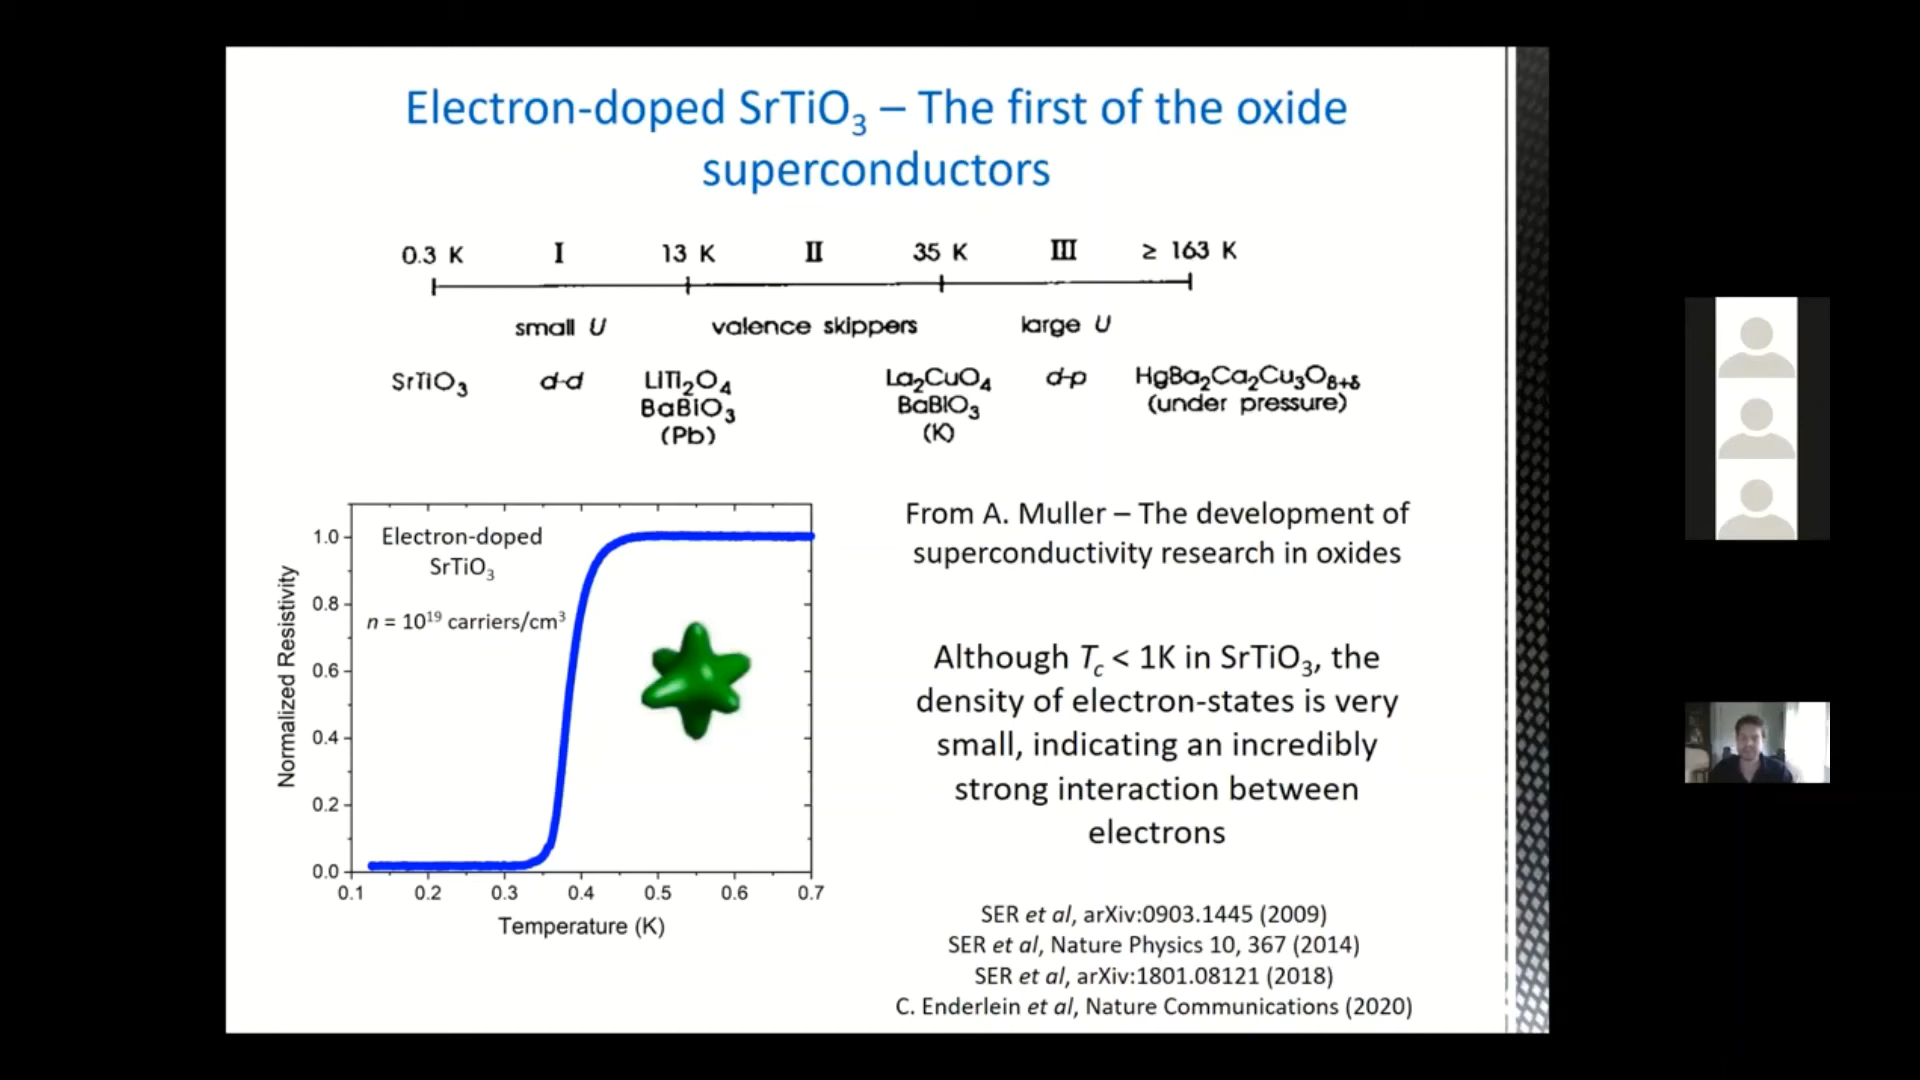 Electron-doped SrTiO₃ – The first of the oxide
superconductors
0.3 K I 13 K II 35 K III ≥ 163 K
small U valence skippers large U
SrTiO₃ d-d LiTi₂O₄ La₂CuO₄ d-p HgBa₂Ca₂Cu₃O₈₊δ
BaBiO₃ BaBiO₃ (under pressure)
(Pb) (K)
From A. Muller – The development of
superconductivity research in oxides
Although Tc < 1K in SrTiO₃, the
density of electron-states is very
small, indicating an incredibly
strong interaction between
electrons
SER et al, arXiv:0903.1445 (2009)
SER et al, Nature Physics 10, 367 (2014)
SER et al, arXiv:1801.08121 (2018)
C. Enderlein et al, Nature Communications (2020)
Electron-doped
SrTiO₃
n = 10¹⁹ carriers/cm³
Normalized Resistivity
1.0
0.8
0.6
0.4
0.2
0.0
0.1 0.2 0.3 0.4 0.5 0.6 0.7
Temperature (K)